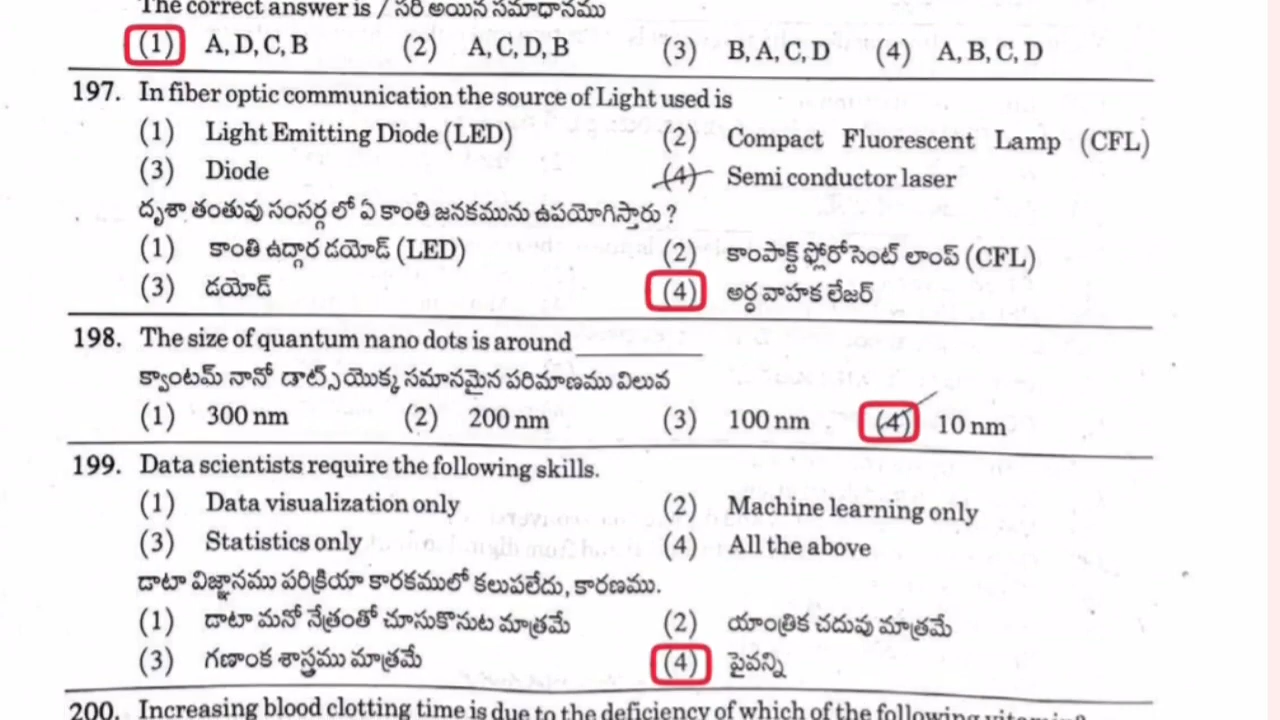 The correct answer is / సరి అయిన సమాధానము
(1) A, D, C, B (2) A, C, D, B (3) B, A, C, D (4) A, B, C, D
197. In fiber optic communication the source of Light used is
(1) Light Emitting Diode (LED) (2) Compact Fluorescent Lamp (CFL)
(3) Diode (4) Semi conductor laser
దృశా తంతువు సంసర్గ లో ఏ కాంతి జనకమును ఉపయోగిస్తారు ?
(1) కాంతి ఉద్గార డయోడ్ (LED) (2) కాంపాక్ట్ ఫ్లోరోసెంట్ లాంప్ (CFL)
(3) డయోడ్ (4) అర్ధ వాహక లేజర్
198. The size of quantum nano dots is around ________
క్వాంటమ్ నానో డాట్స్ యొక్క సమానమైన పరిమాణము విలువ
(1) 300 nm (2) 200 nm (3) 100 nm (4) 10 nm
199. Data scientists require the following skills.
(1) Data visualization only (2) Machine learning only
(3) Statistics only (4) All the above
డాటా విజ్ఞానము పరిక్రియా కారకములో కలుపలేదు, కారణము.
(1) డాటా మనో నేత్రంతో చూసుకొనుట మాత్రమే (2) యాంత్రిక చదువు మాత్రమే
(3) గణాంక శాస్త్రము మాత్రమే (4) పైవన్ని
200. Increasing blood clotting time is due to the deficiency of which of the following vitamin?